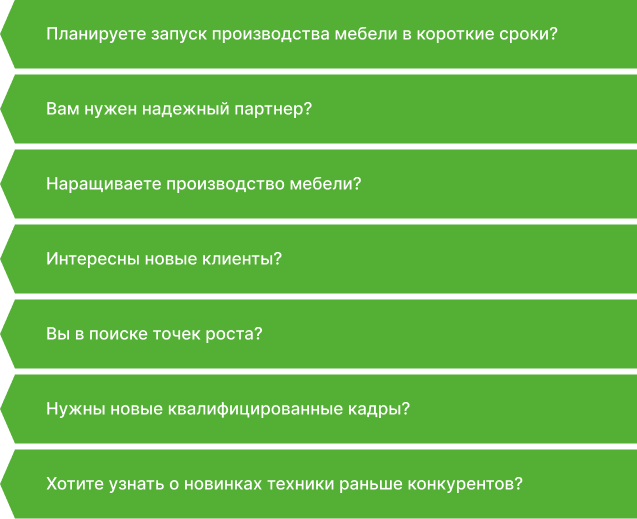 Планируете запуск производства мебели в короткие сроки?
Вам нужен надежный партнер?
Наращиваете производство мебели?
Интересны новые клиенты?
Вы в поиске точек роста?
Нужны новые квалифицированные кадры?
Хотите узнать о новинках техники раньше конкурентов?